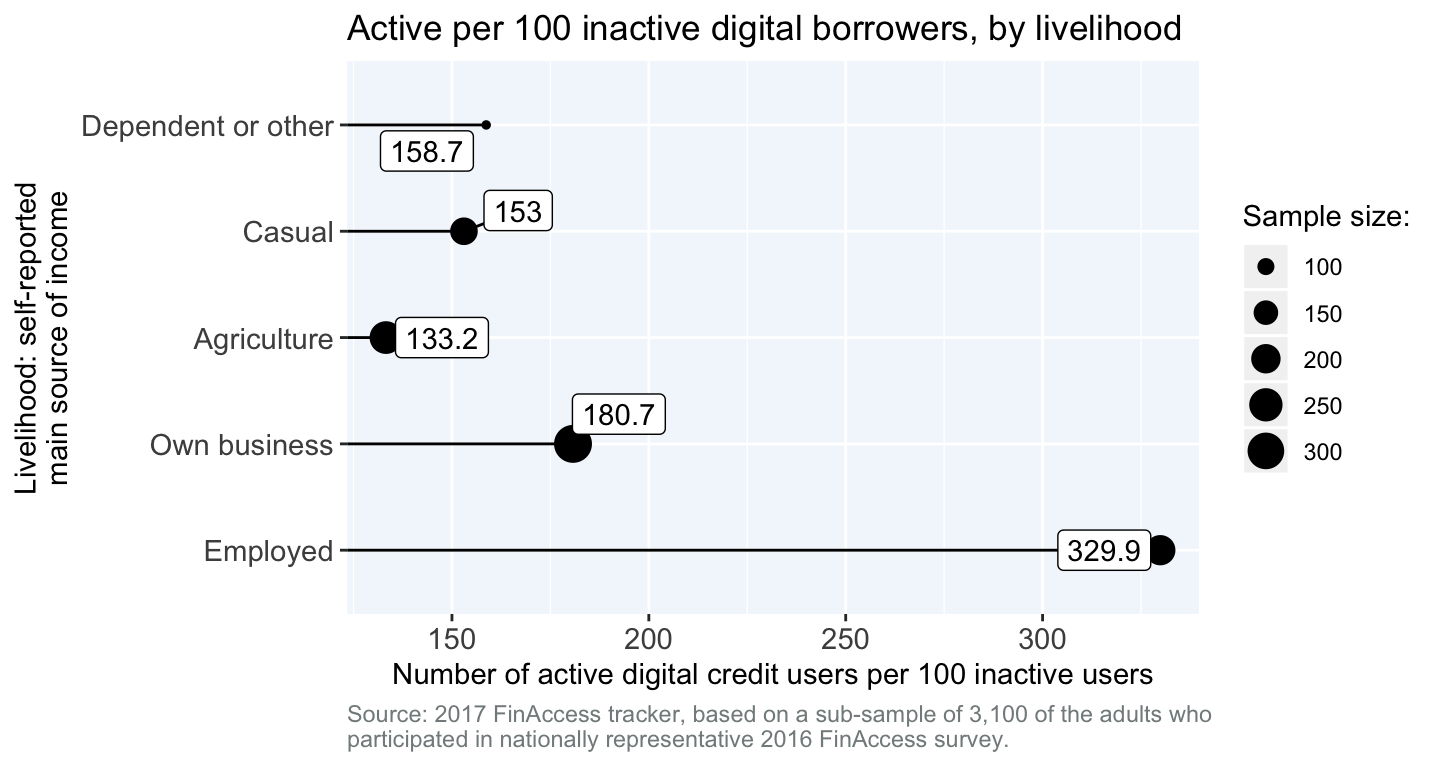 Active per 100 inactive digital borrowers, by livelihood
Livelihood: self-reported
main source of income
Dependent or other
158.7
Casual
153
Agriculture
133.2
Own business
180.7
Employed
329.9
150
200
250
300
Number of active digital credit users per 100 inactive users
Sample size:
100
150
200
250
300
Source: 2017 FinAccess tracker, based on a sub-sample of 3,100 of the adults who
participated in nationally representative 2016 FinAccess survey.